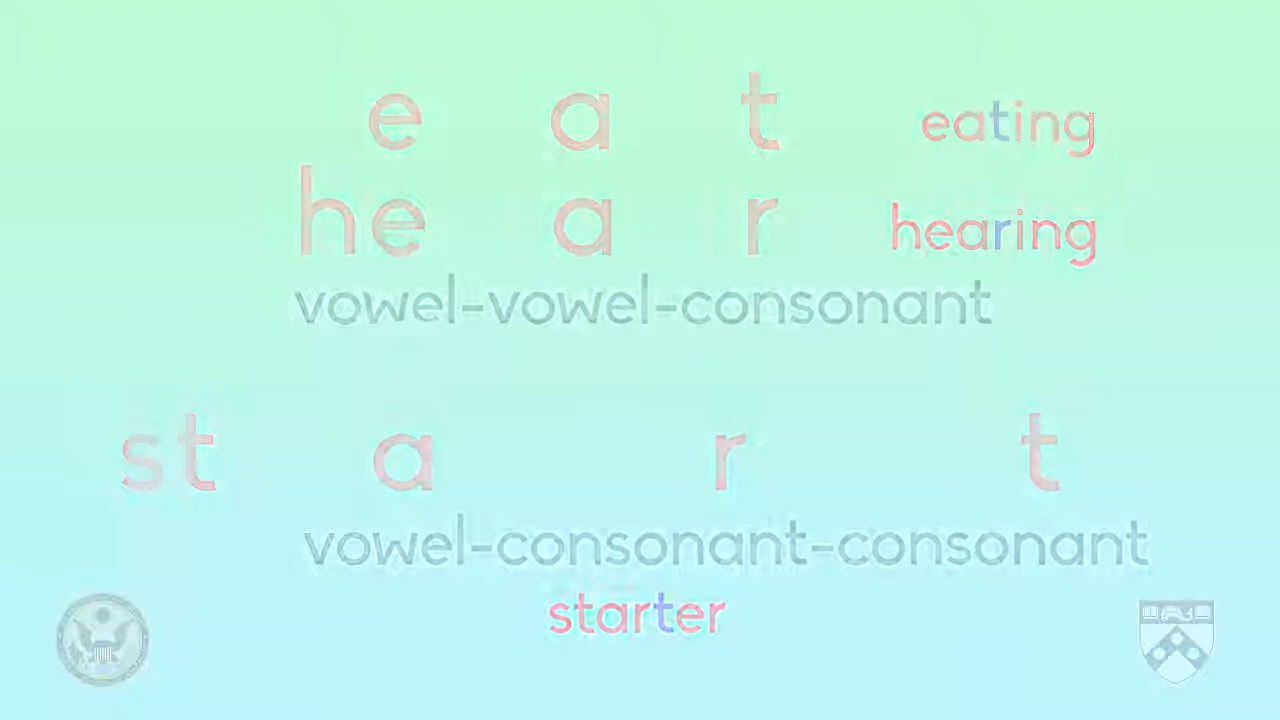 e a t eating
he a r hearing
vowel-vowel-consonant
st a r t
vowel-consonant-consonant
starter